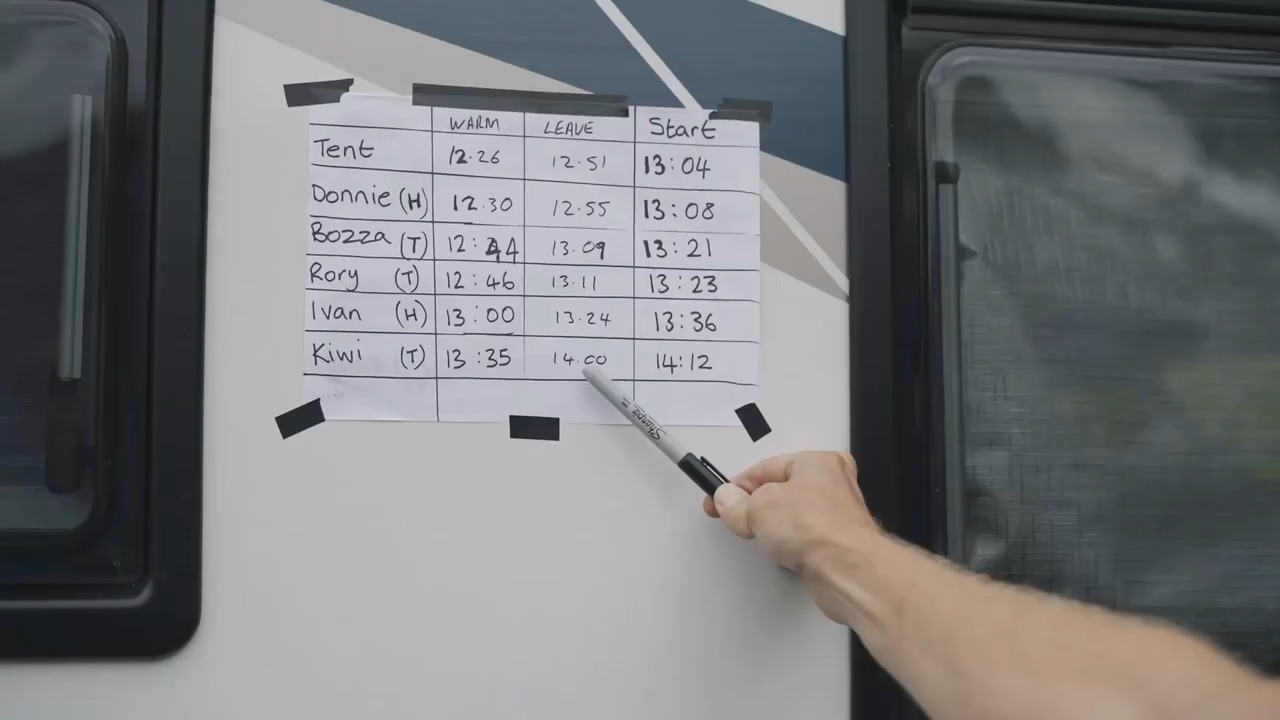 WARM LEAVE Start
Tent 12.26 12.51 13:04
Donnie (H) 12.30 12.55 13:08
Bozza (T) 12:44 13.09 13:21
Rory (T) 12:46 13.11 13:23
Ivan (H) 13:00 13.24 13:36
Kiwi (T) 13:35 14.00 14:12
Sharpie